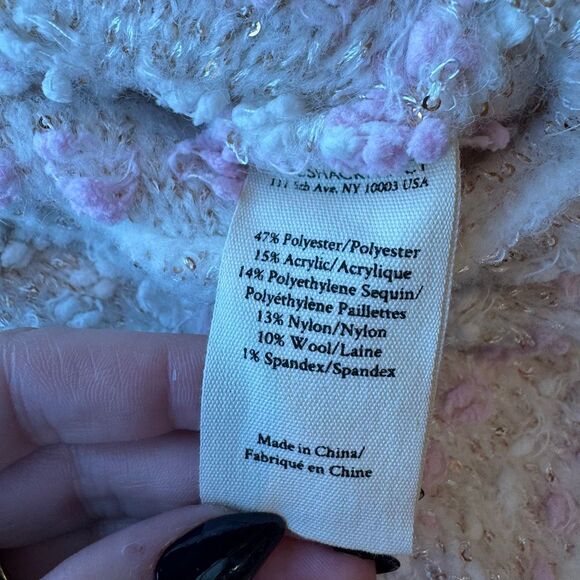 111 5th Ave, NY 10003 USA
47% Polyester/Polyester
15% Acrylic/Acrylique
14% Polyethylene Sequin/
Polyéthylène Paillettes
13% Nylon/Nylon
10% Wool/Laine
1% Spandex/Spandex
Made in China/
Fabriqué en Chine